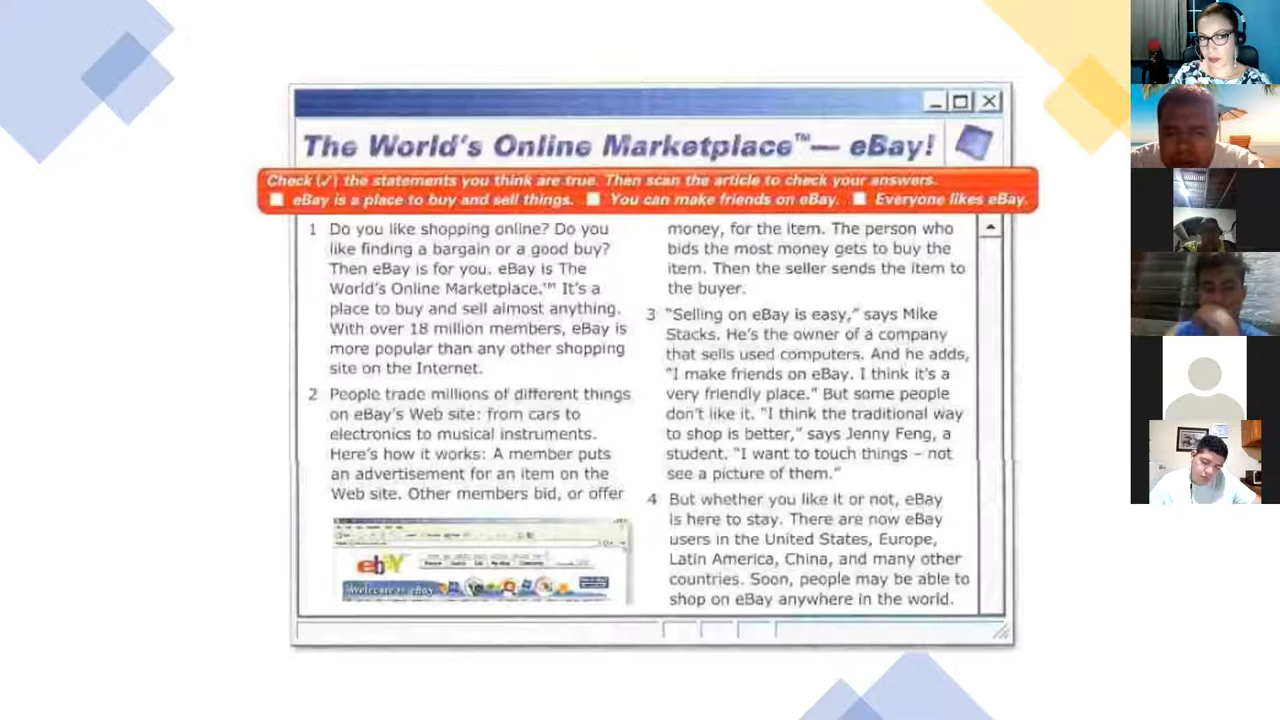 The World's Online Marketplace™— eBay!
Check (✓) the statements you think are true. Then scan the article to check your answers.
eBay is a place to buy and sell things. You can make friends on eBay. Everyone likes eBay.
1 Do you like shopping online? Do you
like finding a bargain or a good buy?
Then eBay is for you. eBay is The
World's Online Marketplace.™ It's a
place to buy and sell almost anything.
With over 18 million members, eBay is
more popular than any other shopping
site on the Internet.
2 People trade millions of different things
on eBay's Web site: from cars to
electronics to musical instruments.
Here's how it works: A member puts
an advertisement for an item on the
Web site. Other members bid, or offer
ebY
Welcome to eBay
money, for the item. The person who
bids the most money gets to buy the
item. Then the seller sends the item to
the buyer.
3 "Selling on eBay is easy," says Mike
Stacks. He's the owner of a company
that sells used computers. And he adds,
"I make friends on eBay. I think it's a
very friendly place." But some people
don't like it. "I think the traditional way
to shop is better," says Jenny Feng, a
student. "I want to touch things – not
see a picture of them."
4 But whether you like it or not, eBay
is here to stay. There are now eBay
users in the United States, Europe,
Latin America, China, and many other
countries. Soon, people may be able to
shop on eBay anywhere in the world.